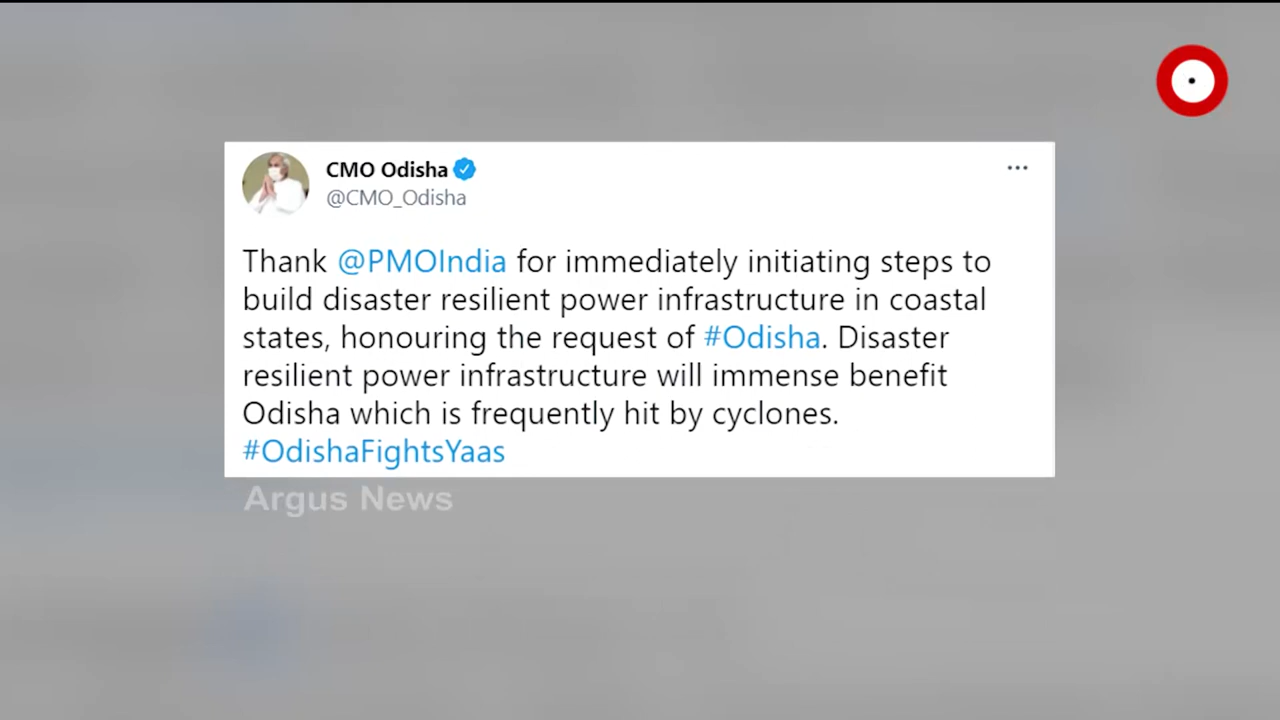 CMO Odisha
@CMO_Odisha
Thank @PMOIndia for immediately initiating steps to
build disaster resilient power infrastructure in coastal
states, honouring the request of #Odisha. Disaster
resilient power infrastructure will immense benefit
Odisha which is frequently hit by cyclones.
#OdishaFightsYaas
Argus News